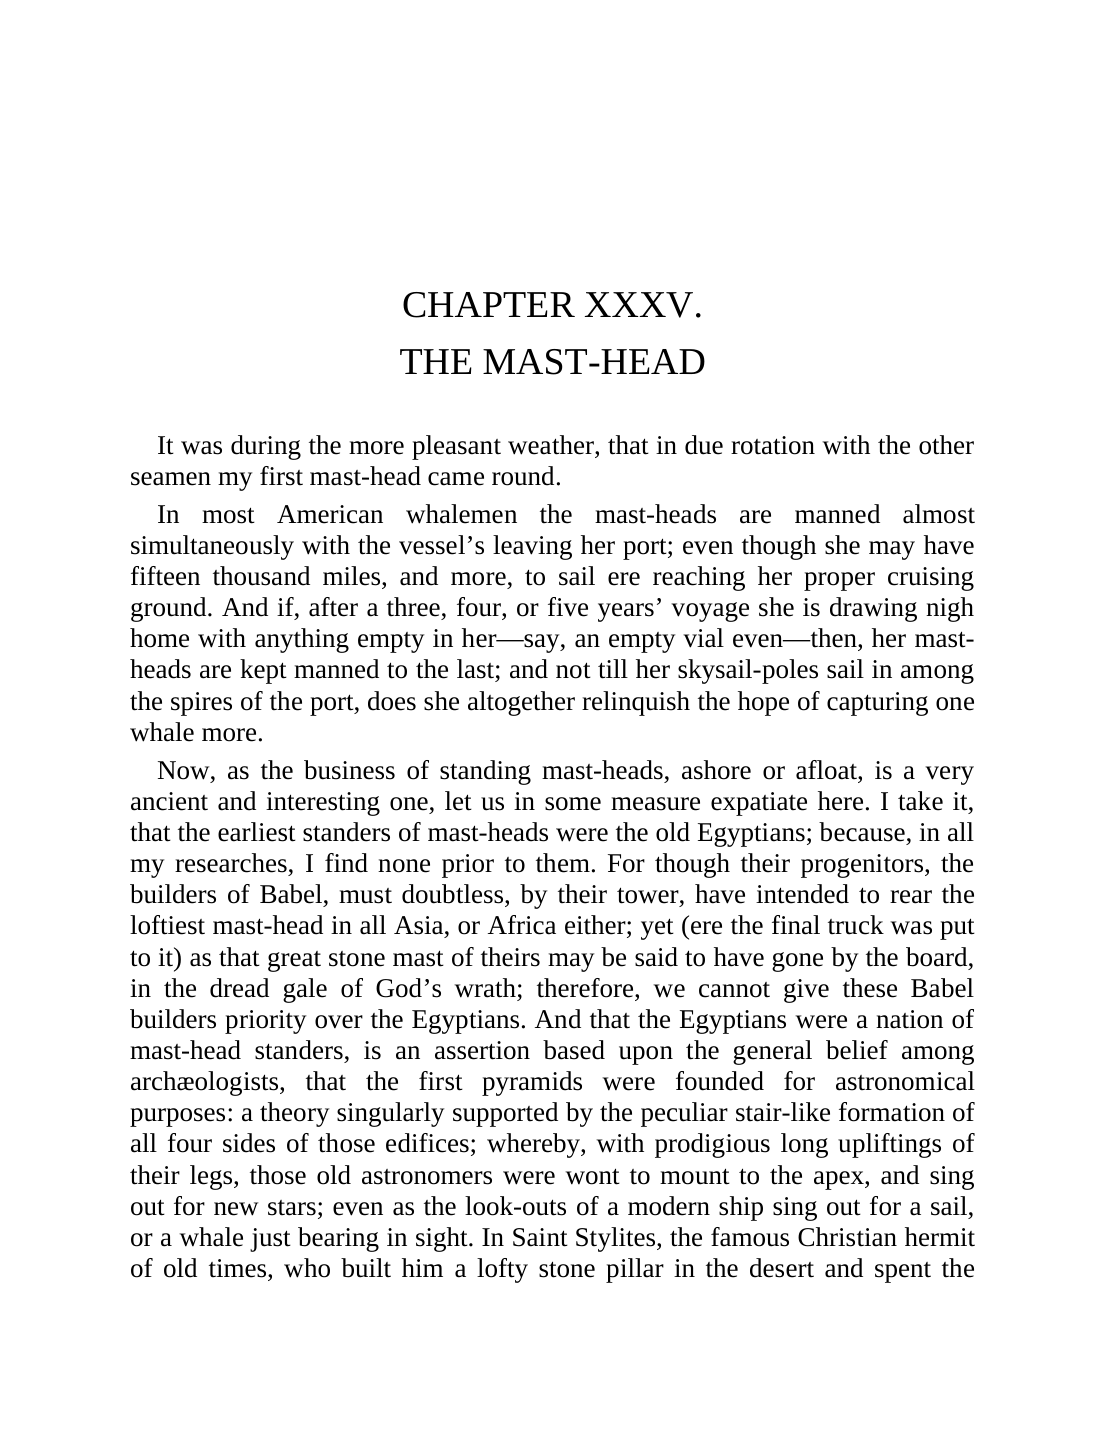 CHAPTER XXXV.
THE MAST-HEAD
It was during the more pleasant weather, that in due rotation with the other
seamen my first mast-head came round.
In most American whalemen the mast-heads are manned almost
simultaneously with the vessel’s leaving her port; even though she may have
fifteen thousand miles, and more, to sail ere reaching her proper cruising
ground. And if, after a three, four, or five years’ voyage she is drawing nigh
home with anything empty in her—say, an empty vial even—then, her mast-
heads are kept manned to the last; and not till her skysail-poles sail in among
the spires of the port, does she altogether relinquish the hope of capturing one
whale more.
Now, as the business of standing mast-heads, ashore or afloat, is a very
ancient and interesting one, let us in some measure expatiate here. I take it,
that the earliest standers of mast-heads were the old Egyptians; because, in all
my researches, I find none prior to them. For though their progenitors, the
builders of Babel, must doubtless, by their tower, have intended to rear the
loftiest mast-head in all Asia, or Africa either; yet (ere the final truck was put
to it) as that great stone mast of theirs may be said to have gone by the board,
in the dread gale of God’s wrath; therefore, we cannot give these Babel
builders priority over the Egyptians. And that the Egyptians were a nation of
mast-head standers, is an assertion based upon the general belief among
archæologists, that the first pyramids were founded for astronomical
purposes: a theory singularly supported by the peculiar stair-like formation of
all four sides of those edifices; whereby, with prodigious long upliftings of
their legs, those old astronomers were wont to mount to the apex, and sing
out for new stars; even as the look-outs of a modern ship sing out for a sail,
or a whale just bearing in sight. In Saint Stylites, the famous Christian hermit
of old times, who built him a lofty stone pillar in the desert and spent the